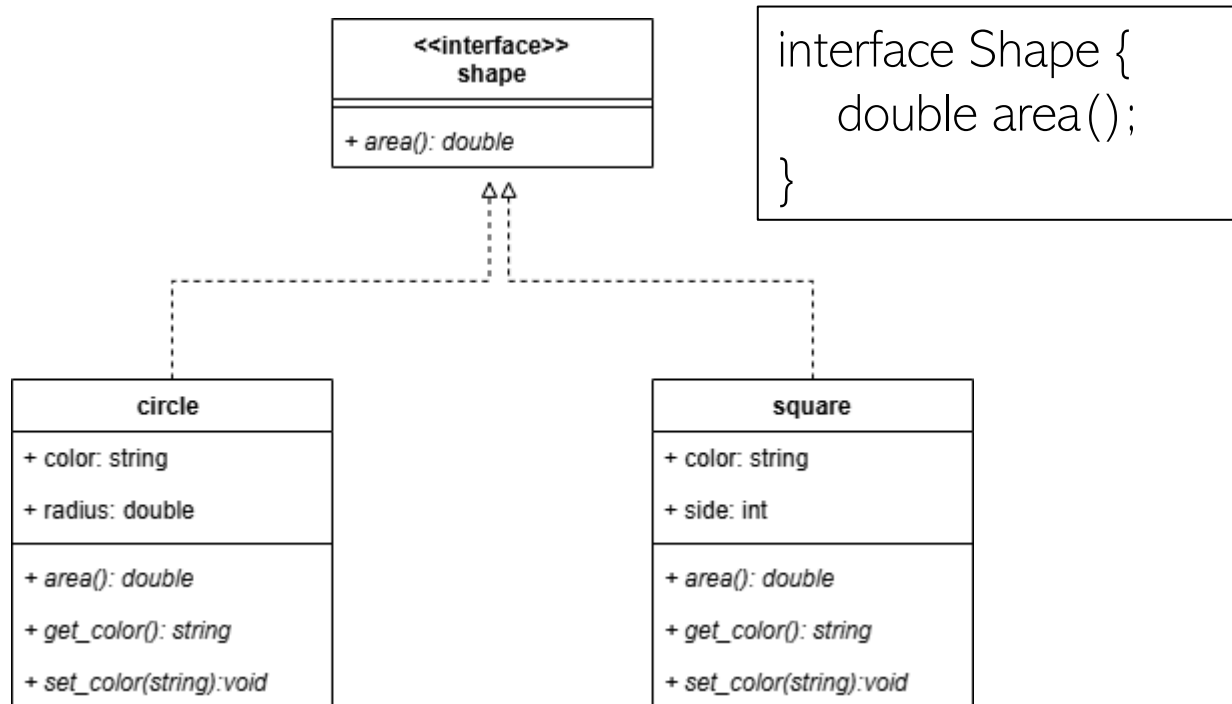 <<interface>>
shape
+ area(): double
interface Shape {
double area();
}
circle
+ color: string
+ radius: double
+ area(): double
+ get_color(): string
+ set_color(string):void
square
+ color: string
+ side: int
+ area(): double
+ get_color(): string
+ set_color(string):void